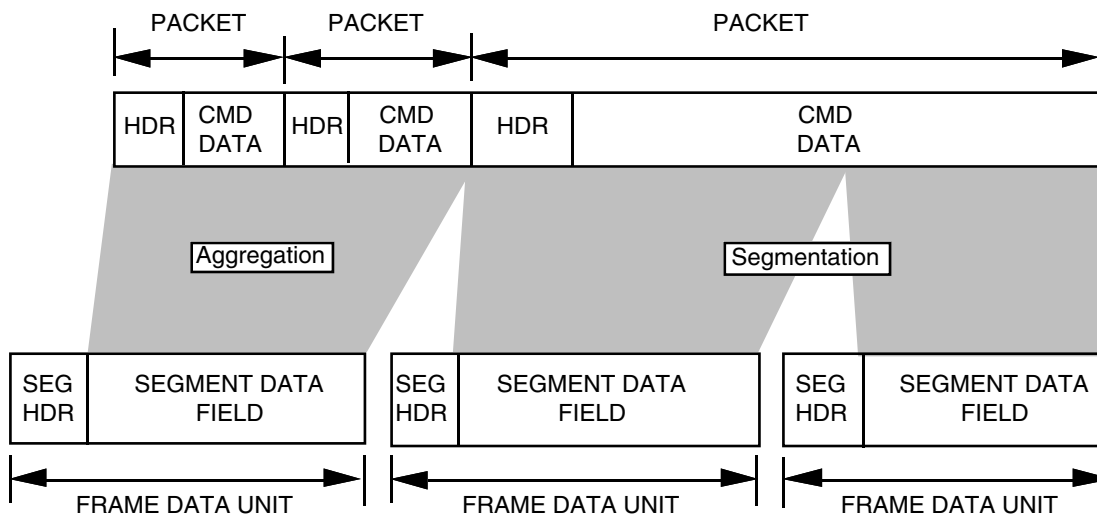 PACKET PACKET PACKET
HDR CMD DATA HDR CMD DATA HDR CMD DATA
Aggregation Segmentation
SEG HDR SEGMENT DATA FIELD SEG HDR SEGMENT DATA FIELD SEG HDR SEGMENT DATA FIELD
FRAME DATA UNIT FRAME DATA UNIT FRAME DATA UNIT